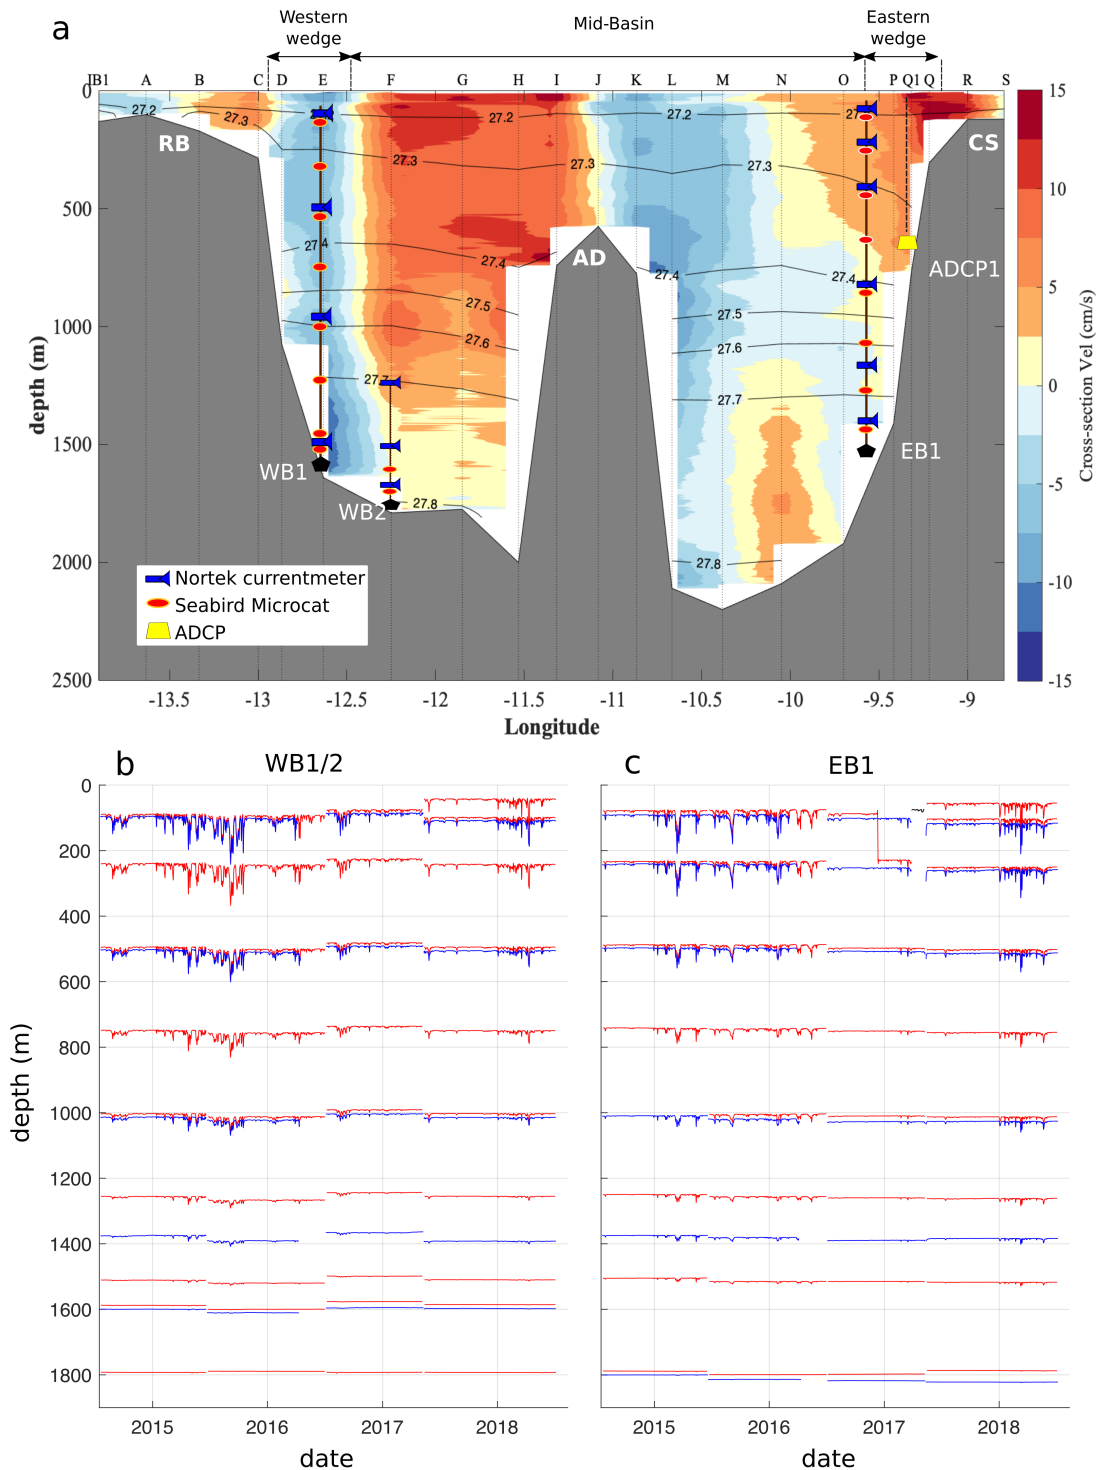 a
Western
wedge
Mid-Basin
Eastern
wedge
IB1 A B C D E F G H I J K L M N O P Q1 Q R S
0
500
1000
1500
2000
2500
depth (m)
27.2 27.3 27.2 27.2
27.3 27.3
27.4 27.4 27.4 27.4
27.5 27.5
27.6 27.6
27.7 27.7
27.8 27.8
RB
AD
CS
ADCP1
WB1
WB2
EB1
Nortek currentmeter
Seabird Microcat
ADCP
-13.5 -13 -12.5 -12 -11.5 -11 -10.5 -10 -9.5 -9
Longitude
15
10
5
0
-5
-10
-15
Cross-section Vel (cm/s)
b WB1/2
c EB1
0
200
400
600
800
1000
1200
1400
1600
1800
depth (m)
2015 2016 2017 2018
date
2015 2016 2017 2018
date